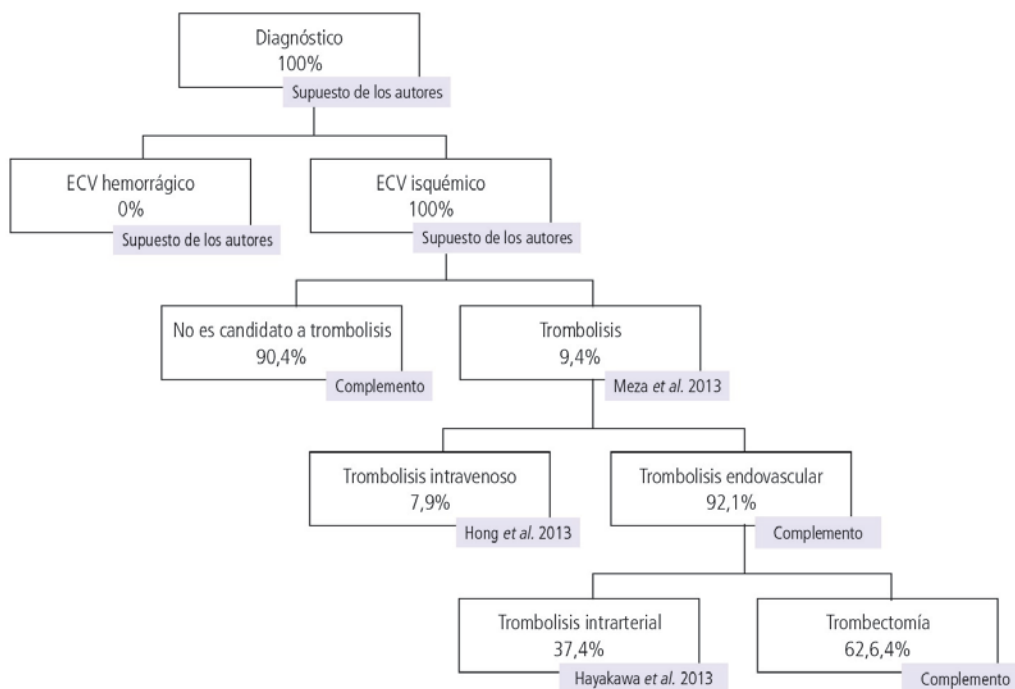 Diagnóstico
100%
Supuesto de los autores
ECV hemorrágico
0%
Supuesto de los autores
ECV isquémico
100%
Supuesto de los autores
No es candidato a trombolisis
90,4%
Complemento
Trombolisis
9,4%
Meza et al. 2013
Trombolisis intravenoso
7,9%
Hong et al. 2013
Trombolisis endovascular
92,1%
Complemento
Trombolisis intrarterial
37,4%
Hayakawa et al. 2013
Trombectomía
62,6,4%
Complemento